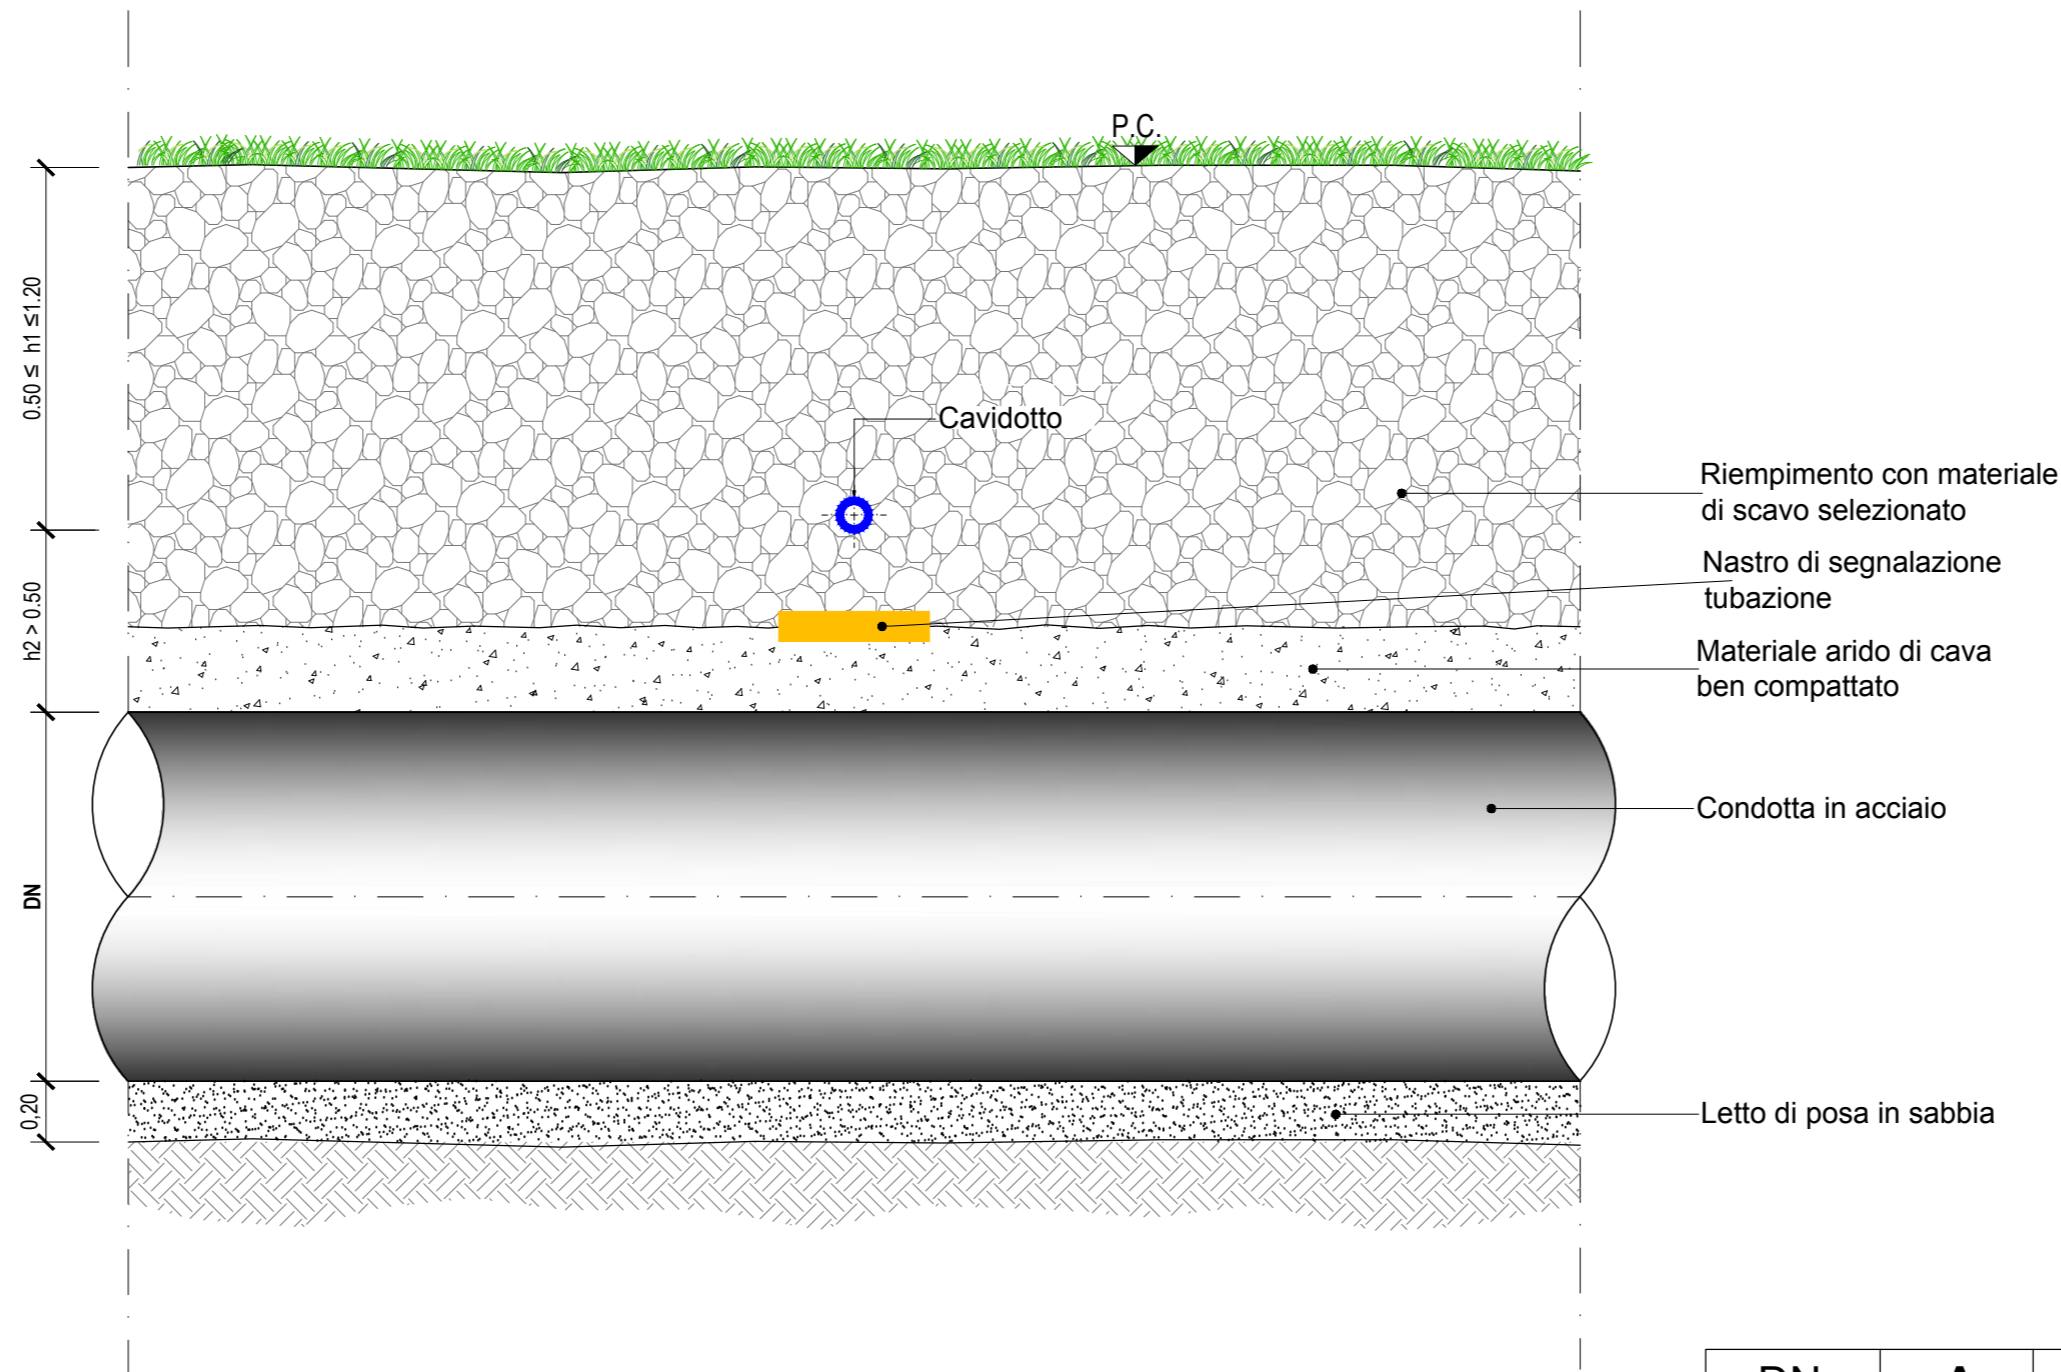 P.C.
0.50 ≤ h1 ≤1.20
Cavidotto
Riempimento con materiale
di scavo selezionato
Nastro di segnalazione
tubazione
h2 > 0.50
Materiale arido di cava
ben compattato
Condotta in acciaio
DN
0,20
Letto di posa in sabbia
DN A